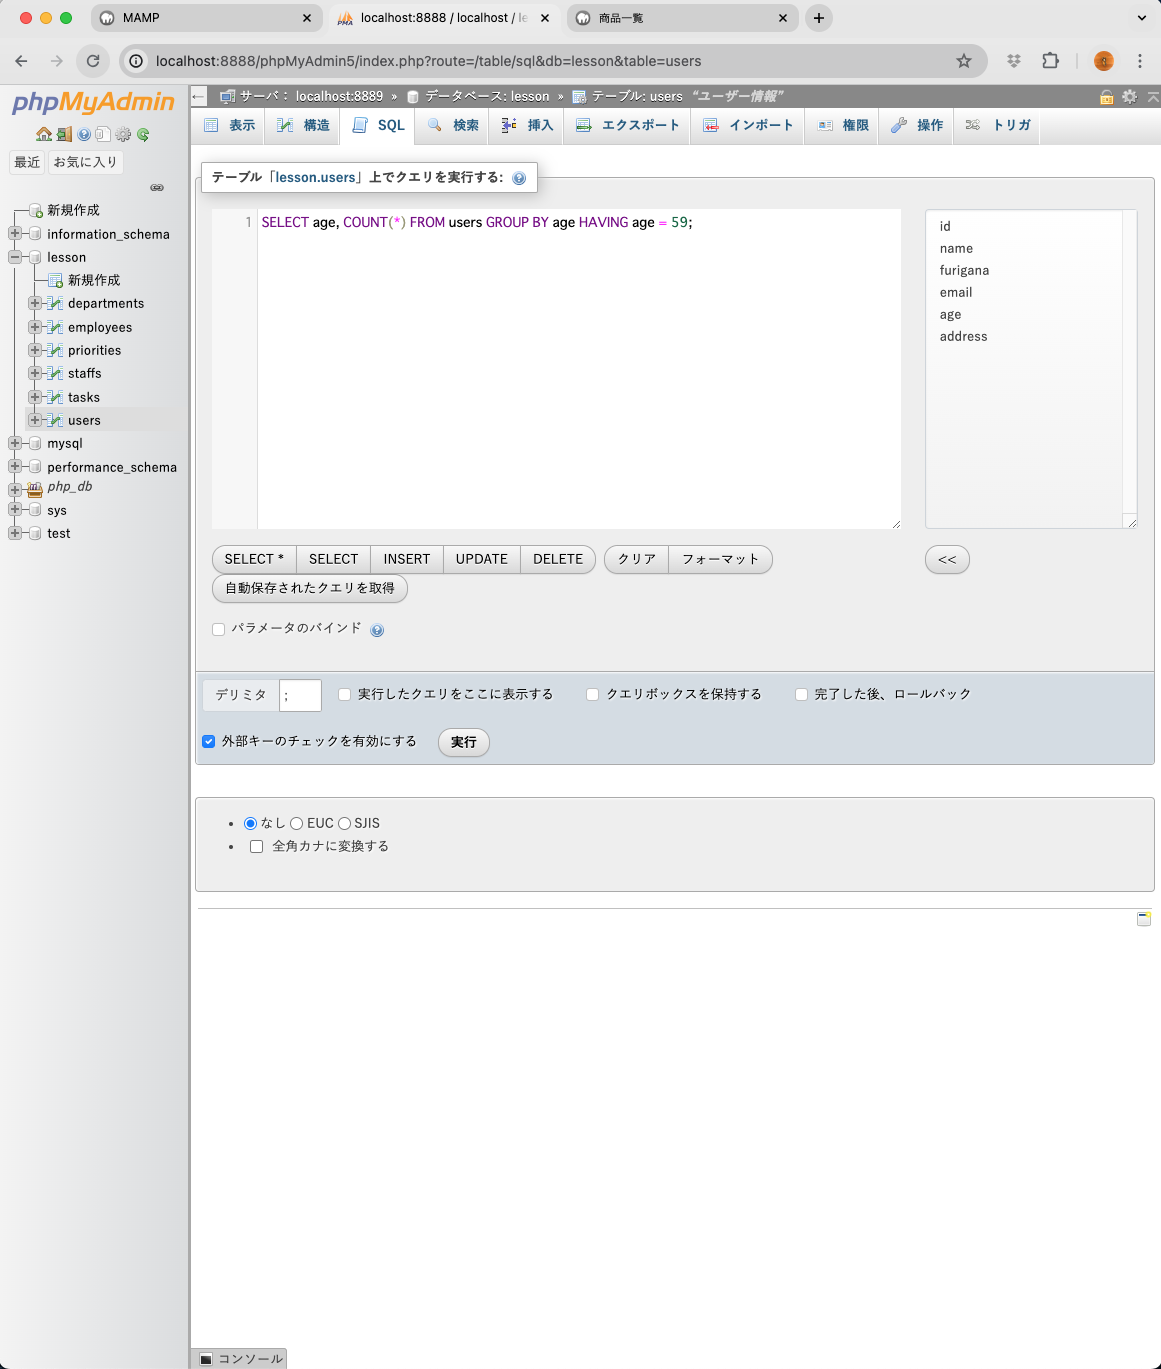 MAMP
localhost:8888 / localhost / le
商品一覧
localhost:8888/phpMyAdmin5/index.php?route=/table/sql&db=lesson&table=users
phpMyAdmin
最近
お気に入り
新規作成
information_schema
lesson
新規作成
departments
employees
priorities
staffs
tasks
users
mysql
performance_schema
php_db
sys
test
サーバ: localhost:8889 » データベース: lesson » テーブル: users "ユーザー情報"
表示
構造
SQL
検索
挿入
エクスポート
インポート
権限
操作
トリガ
テーブル「lesson.users」上でクエリを実行する:
1 SELECT age, COUNT(*) FROM users GROUP BY age HAVING age = 59;
id
name
furigana
email
age
address
SELECT *
SELECT
INSERT
UPDATE
DELETE
クリア
フォーマット
<<
自動保存されたクエリを取得
パラメータのバインド
デリミタ ;
実行したクエリをここに表示する
クエリボックスを保持する
完了した後、ロールバック
外部キーのチェックを有効にする
実行
なし EUC SJIS
全角カナに変換する
コンソール